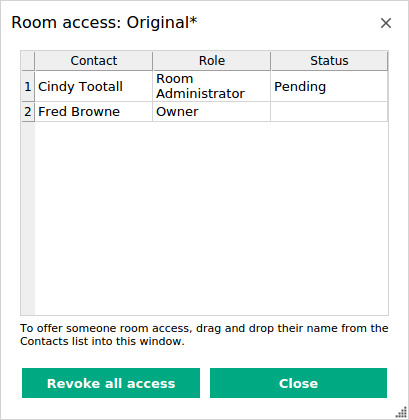 Room access: Original*
Contact Role Status
1 Cindy Tootall Room Administrator Pending
2 Fred Browne Owner
To offer someone room access, drag and drop their name from the
Contacts list into this window.
Revoke all access Close